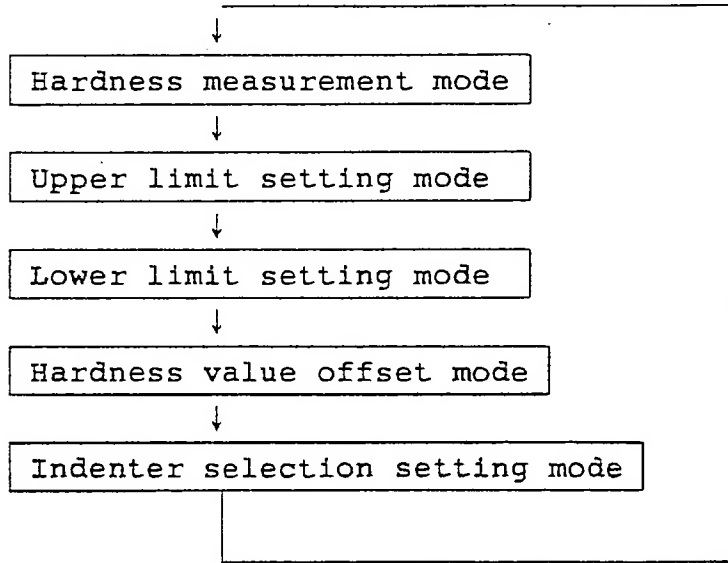 Hardness measurement mode
Upper limit setting mode
Lower limit setting mode
Hardness value offset mode
Indenter selection setting mode